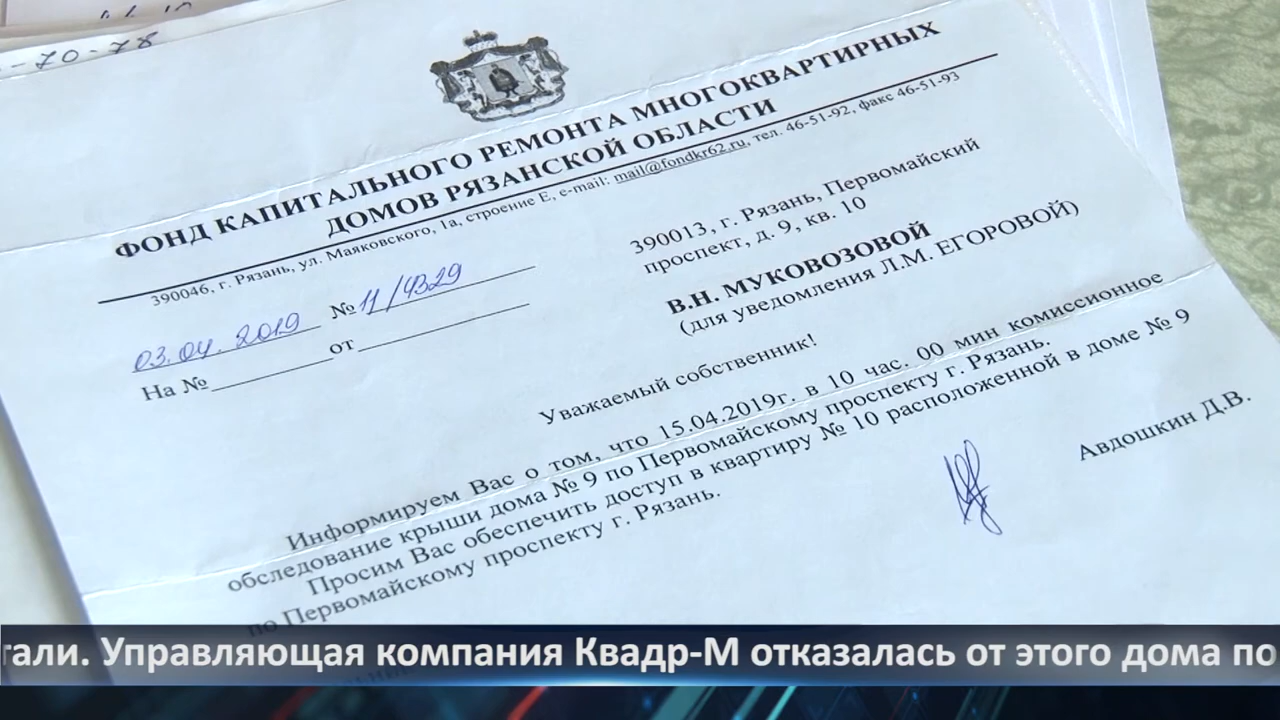 -70-78
ФОНД КАПИТАЛЬНОГО РЕМОНТА МНОГОКВАРТИРНЫХ
ДОМОВ РЯЗАНСКОЙ ОБЛАСТИ
390046, г. Рязань, ул. Маяковского, 1а, строение Е, e-mail: mail@fondkr62.ru, тел. 46-51-92, факс 46-51-93
03.04.2019 № 11/4329
На № от
390013, г. Рязань, Первомайский
проспект, д. 9, кв. 10
В.Н. МУКОВОЗОВОЙ
(для уведомления Л.М. ЕГОРОВОЙ)
Уважаемый собственник!
Информируем Вас о том, что 15.04.2019г. в 10 час. 00 мин комиссионное
обследование крыши дома № 9 по Первомайскому проспекту г. Рязань.
Просим Вас обеспечить доступ в квартиру № 10 расположенной в доме № 9
по Первомайскому проспекту г. Рязань.
Авдошкин Д.В.
тали. Управляющая компания Квадр-М отказалась от этого дома по